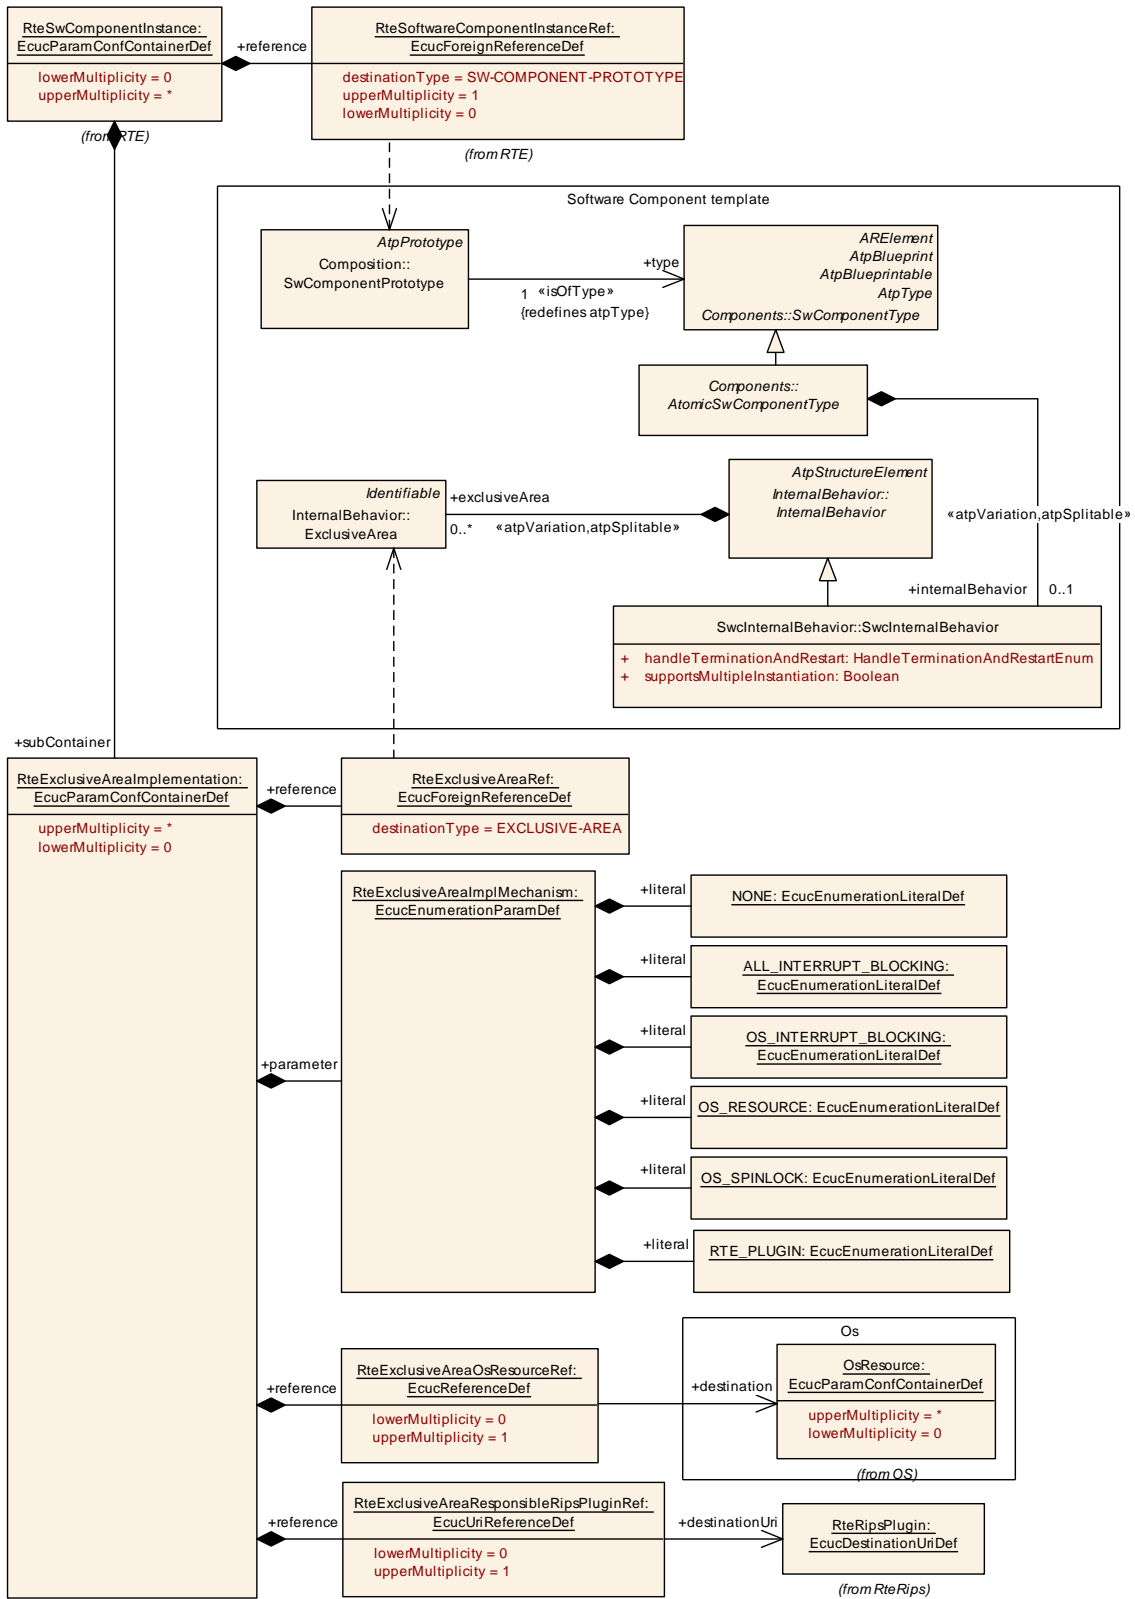 RteSwComponentInstance:
EcucParamConfContainerDef
lowerMultiplicity = 0
upperMultiplicity = *
(from RTE)
+reference
RteSoftwareComponentInstanceRef:
EcucForeignReferenceDef
destinationType = SW-COMPONENT-PROTOTYPE
upperMultiplicity = 1
lowerMultiplicity = 0
(from RTE)
Software Component template
AtpPrototype
Composition::
SwComponentPrototype
+type
1 «isOfType»
{redefines atpType}
ARElement
AtpBlueprint
AtpBlueprintable
AtpType
Components::SwComponentType
Components::
AtomicSwComponentType
«atpVariation,atpSplitable»
+internalBehavior 0..1
Identifiable
InternalBehavior::
ExclusiveArea
+exclusiveArea
0..* «atpVariation,atpSplitable»
AtpStructureElement
InternalBehavior::
InternalBehavior
SwcInternalBehavior::SwcInternalBehavior
+ handleTerminationAndRestart: HandleTerminationAndRestartEnum
+ supportsMultipleInstantiation: Boolean
+subContainer
RteExclusiveAreaImplementation:
EcucParamConfContainerDef
upperMultiplicity = *
lowerMultiplicity = 0
+reference
RteExclusiveAreaRef:
EcucForeignReferenceDef
destinationType = EXCLUSIVE-AREA
+parameter
RteExclusiveAreaImplMechanism:
EcucEnumerationParamDef
+literal
NONE: EcucEnumerationLiteralDef
+literal
ALL_INTERRUPT_BLOCKING:
EcucEnumerationLiteralDef
+literal
OS_INTERRUPT_BLOCKING:
EcucEnumerationLiteralDef
+literal
OS_RESOURCE: EcucEnumerationLiteralDef
+literal
OS_SPINLOCK: EcucEnumerationLiteralDef
+literal
RTE_PLUGIN: EcucEnumerationLiteralDef
+reference
RteExclusiveAreaOsResourceRef:
EcucReferenceDef
lowerMultiplicity = 0
upperMultiplicity = 1
+destination
Os
OsResource:
EcucParamConfContainerDef
upperMultiplicity = *
lowerMultiplicity = 0
(from OS)
+reference
RteExclusiveAreaResponsibleRipsPluginRef:
EcucUriReferenceDef
lowerMultiplicity = 0
upperMultiplicity = 1
+destinationUri
RteRipsPlugin:
EcucDestinationUriDef
(from RteRips)